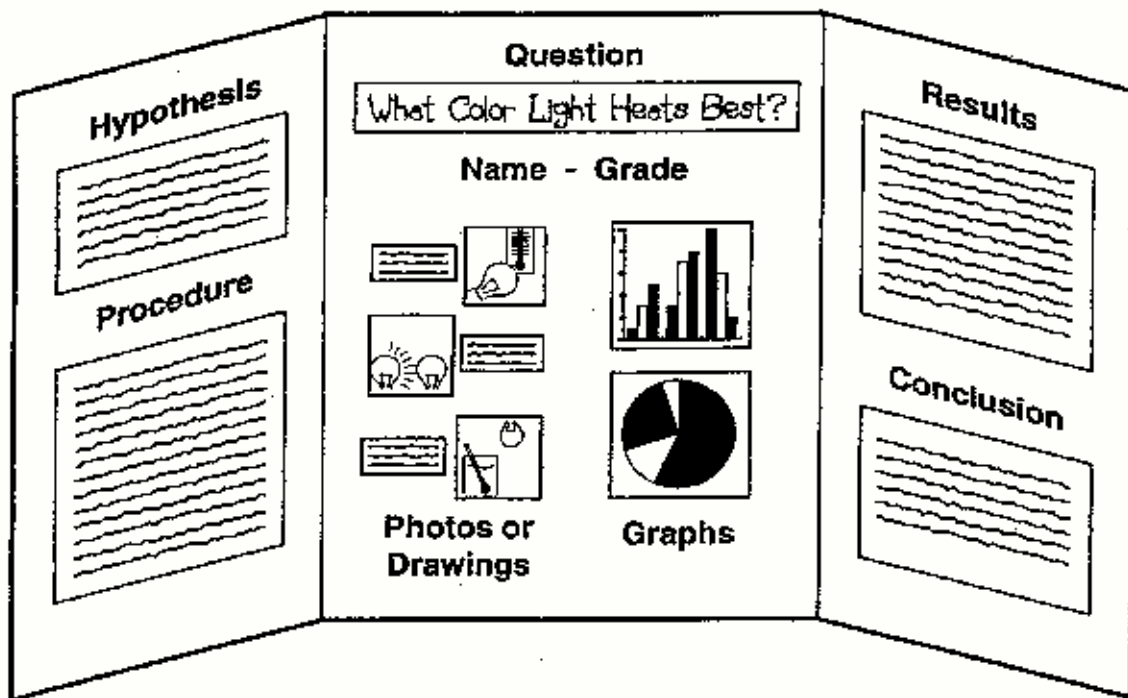 Hypothesis
Procedure
Question
What Color Light Heats Best?
Name - Grade
Photos or
Drawings
Graphs
Results
Conclusion